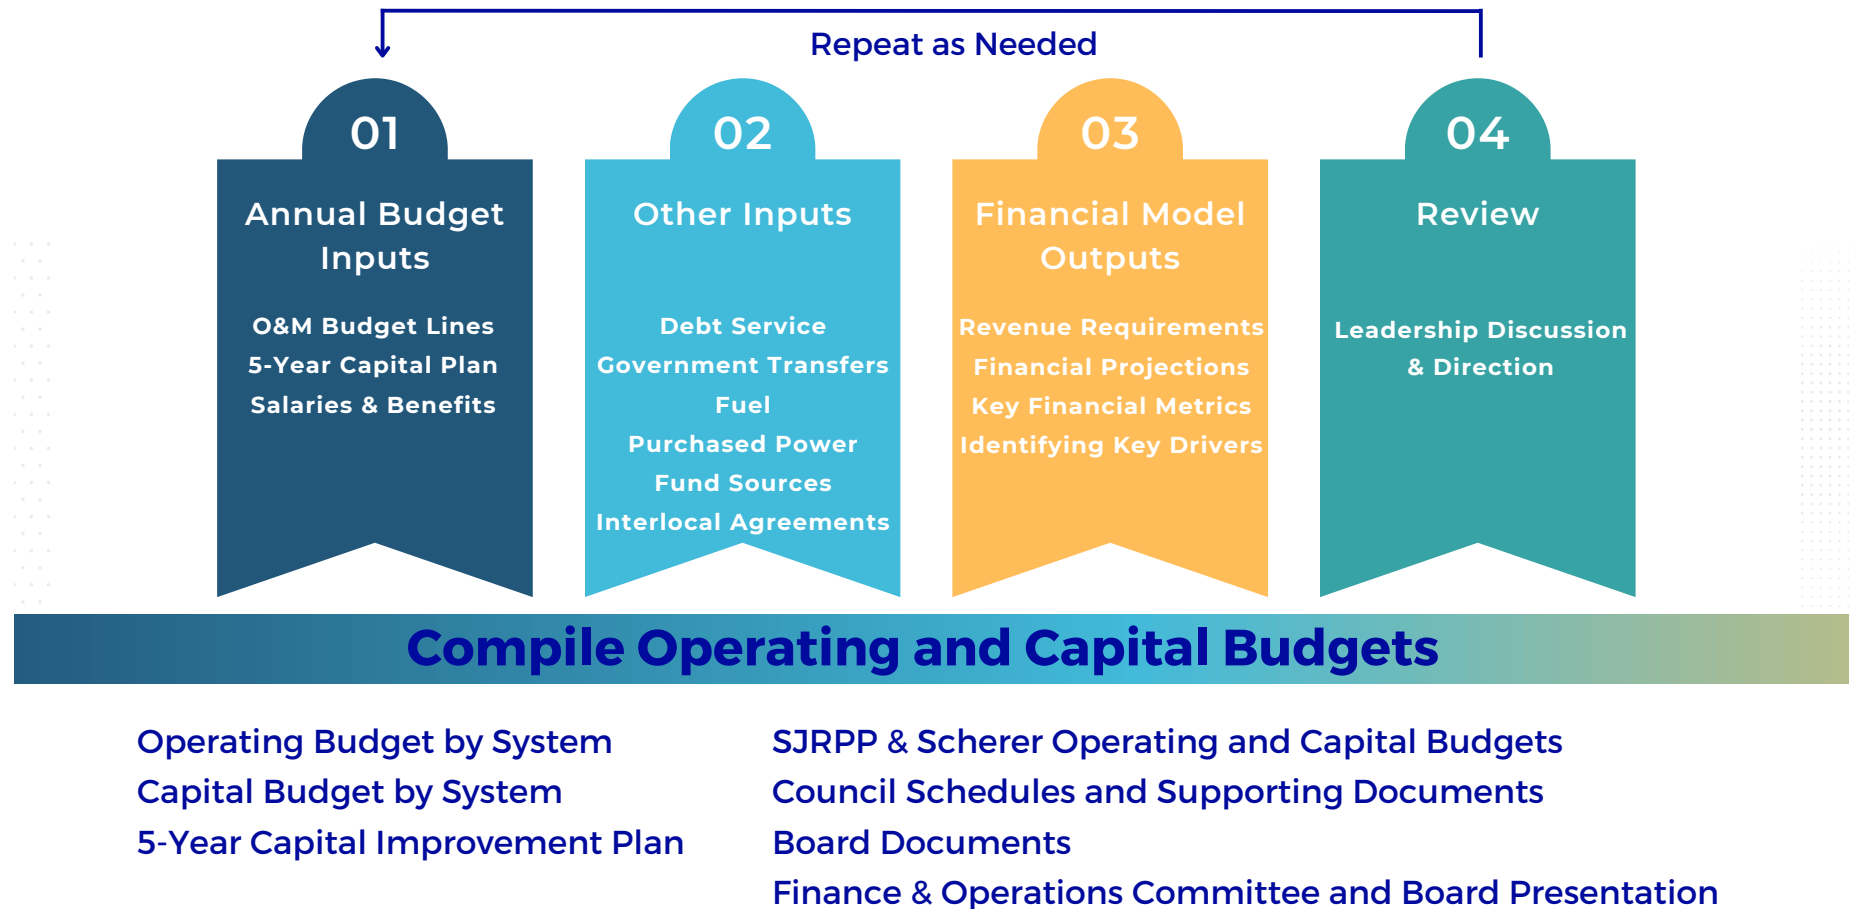 Repeat as Needed
01
Annual Budget
Inputs
O&M Budget Lines
5-Year Capital Plan
Salaries & Benefits
02
Other Inputs
Debt Service
Government Transfers
Fuel
Purchased Power
Fund Sources
Interlocal Agreements
03
Financial Model
Outputs
Revenue Requirements
Financial Projections
Key Financial Metrics
Identifying Key Drivers
04
Review
Leadership Discussion
& Direction
Compile Operating and Capital Budgets
Operating Budget by System
Capital Budget by System
5-Year Capital Improvement Plan
SJRPP & Scherer Operating and Capital Budgets
Council Schedules and Supporting Documents
Board Documents
Finance & Operations Committee and Board Presentation